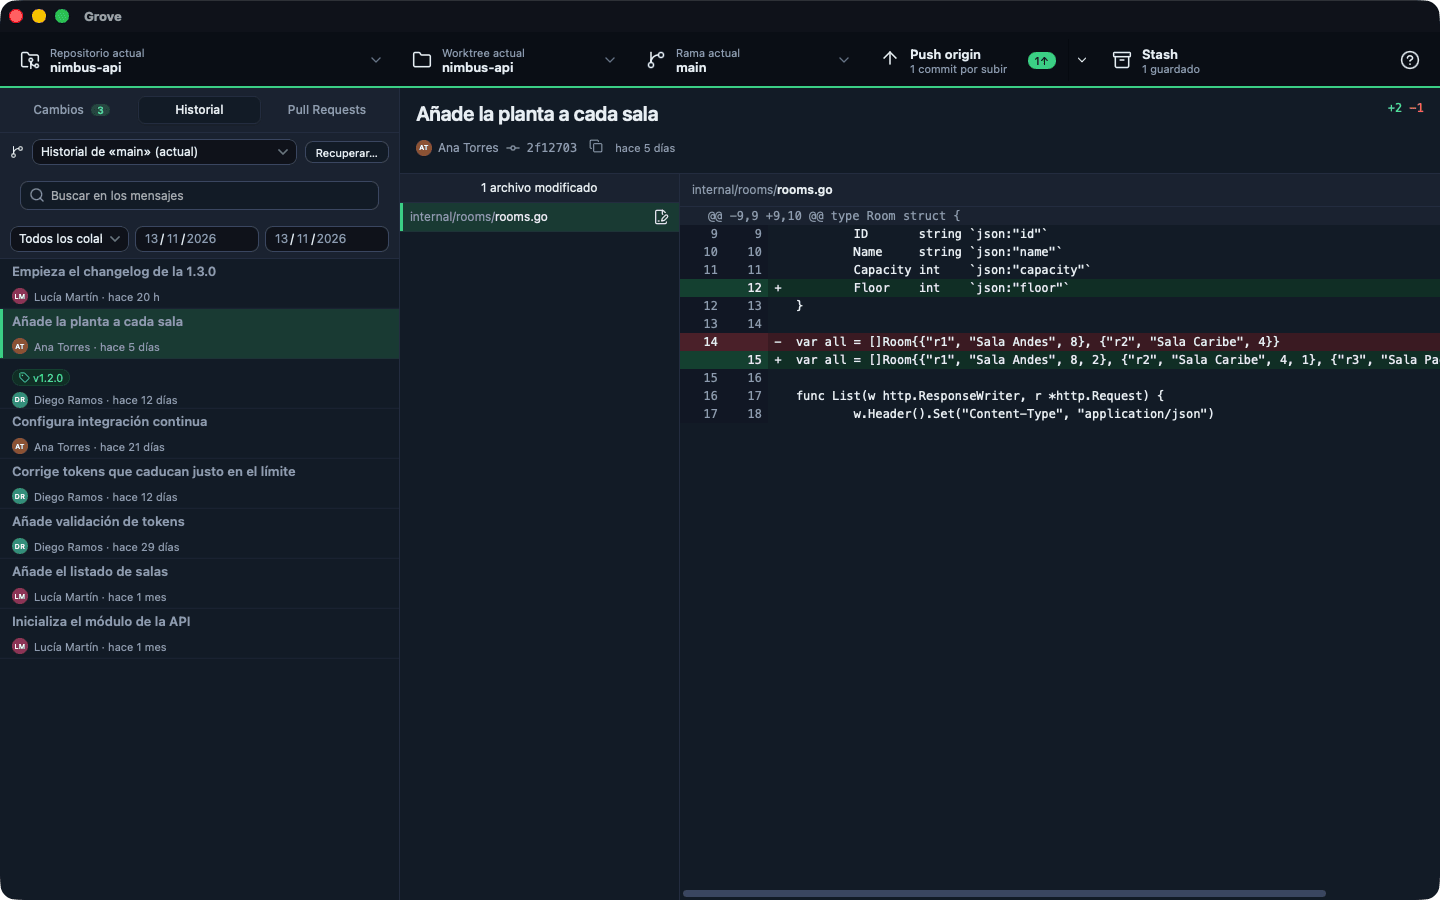 Grove
Repositorio actual
nimbus-api
Worktree actual
nimbus-api
Rama actual
main
Push origin
1 commit por subir
1↑
Stash
1 guardado
Cambios 3
Historial
Pull Requests
Historial de «main» (actual)
Recuperar...
Buscar en los mensajes
Todos los colal
13/11/2026
13/11/2026
Empieza el changelog de la 1.3.0
LM Lucía Martín · hace 20 h
Añade la planta a cada sala
AT Ana Torres · hace 5 días
v1.2.0
DR Diego Ramos · hace 12 días
Configura integración continua
AT Ana Torres · hace 21 días
Corrige tokens que caducan justo en el límite
DR Diego Ramos · hace 12 días
Añade validación de tokens
DR Diego Ramos · hace 29 días
Añade el listado de salas
LM Lucía Martín · hace 1 mes
Inicializa el módulo de la API
LM Lucía Martín · hace 1 mes
Añade la planta a cada sala
+2 −1
AT Ana Torres 2f12703 hace 5 días
1 archivo modificado
internal/rooms/rooms.go
internal/rooms/rooms.go
@@ −9,9 +9,10 @@ type Room struct {
9 9 ID string `json:"id"`
10 10 Name string `json:"name"`
11 11 Capacity int `json:"capacity"`
12 + Floor int `json:"floor"`
12 13 }
13 14
14 − var all = []Room{{"r1", "Sala Andes", 8}, {"r2", "Sala Caribe", 4}}
15 + var all = []Room{{"r1", "Sala Andes", 8, 2}, {"r2", "Sala Caribe", 4, 1}, {"r3", "Sala Pa
15 16
16 17 func List(w http.ResponseWriter, r *http.Request) {
17 18 w.Header().Set("Content-Type", "application/json")